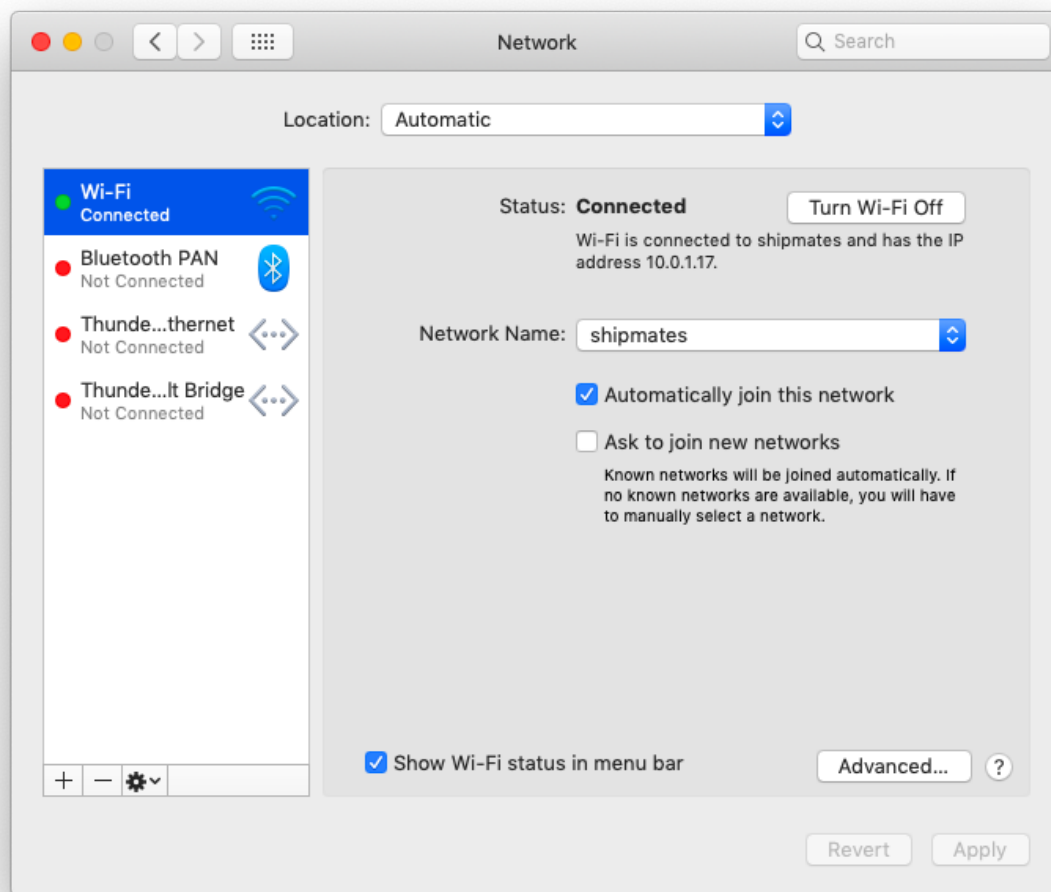 Network
Search
Location: Automatic
Wi-Fi
Connected
Bluetooth PAN
Not Connected
Thunde...thernet
Not Connected
Thunde...lt Bridge
Not Connected
Status: Connected
Turn Wi-Fi Off
Wi-Fi is connected to shipmates and has the IP
address 10.0.1.17.
Network Name: shipmates
Automatically join this network
Ask to join new networks
Known networks will be joined automatically. If
no known networks are available, you will have
to manually select a network.
Show Wi-Fi status in menu bar
Advanced...
?
Revert
Apply